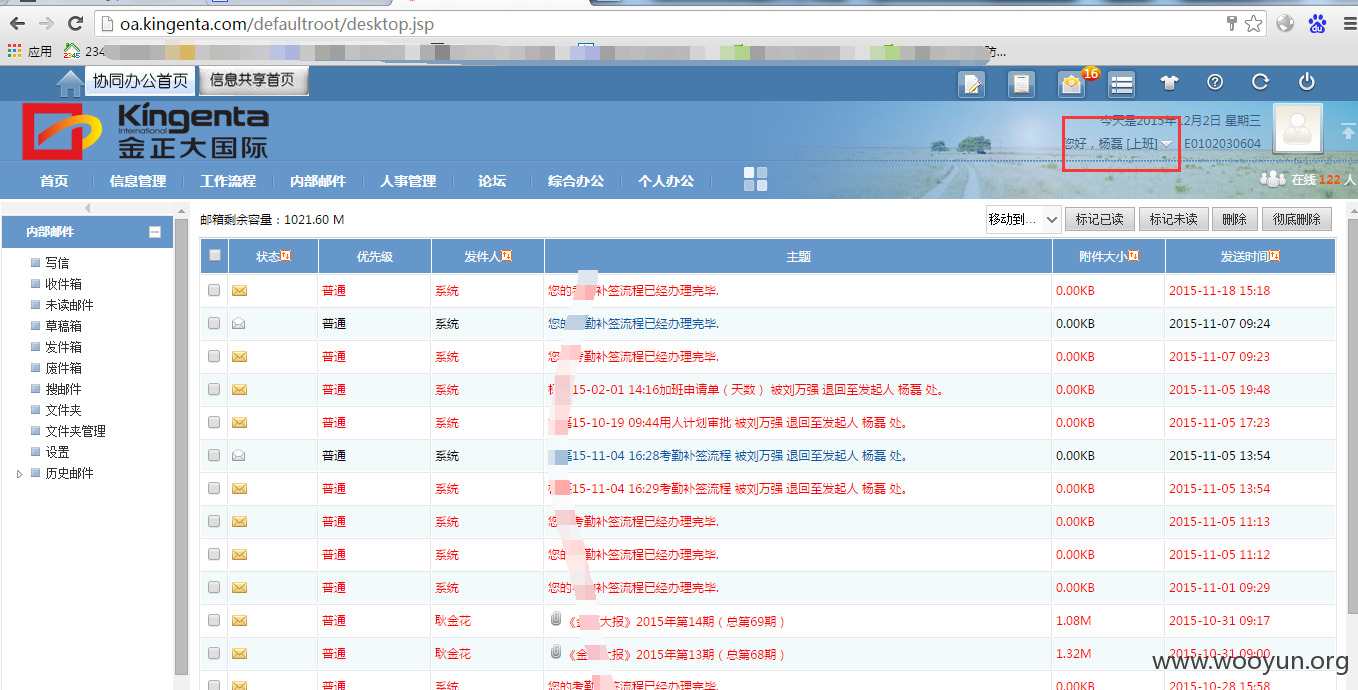 oa.kingenta.com/defaultroot/desktop.jsp
应用 2345 234 防...
协同办公首页 信息共享首页 16
Kingenta
International
金正大国际
今天是2015年12月2日 星期三
您好，杨磊 [上班] E0102030604
首页 信息管理 工作流程 内部邮件 人事管理 论坛 综合办公 个人办公 在线 122 人
内部邮件
写信
收件箱
未读邮件
草稿箱
发件箱
废件箱
搜邮件
文件夹
文件夹管理
设置
历史邮件
邮箱剩余容量：1021.60 M 移动到... 标记已读 标记未读 删除 彻底删除
状态 优先级 发件人 主题 附件大小 发送时间
普通 系统 您的考 补签流程已经办理完毕. 0.00KB 2015-11-18 15:18
普通 系统 您的 勤补签流程已经办理完毕. 0.00KB 2015-11-07 09:24
普通 系统 您 考勤补签流程已经办理完毕. 0.00KB 2015-11-07 09:23
普通 系统 15-02-01 14:16加班申请单（天数） 被刘万强 退回至发起人 杨磊 处。 0.00KB 2015-11-05 19:48
普通 系统 15-10-19 09:44用人计划审批 被刘万强 退回至发起人 杨磊 处。 0.00KB 2015-11-05 17:23
普通 系统 磊15-11-04 16:28考勤补签流程 被刘万强 退回至发起人 杨磊 处。 0.00KB 2015-11-05 13:54
普通 系统 15-11-04 16:29考勤补签流程 被刘万强 退回至发起人 杨磊 处。 0.00KB 2015-11-05 13:54
普通 系统 您 考勤补签流程已经办理完毕. 0.00KB 2015-11-05 11:13
普通 系统 您的 勤补签流程已经办理完毕. 0.00KB 2015-11-05 11:12
普通 系统 您的 补签流程已经办理完毕. 0.00KB 2015-11-01 09:29
普通 耿金花 《金 大报》2015年第14期（总第69期） 1.08M 2015-10-31 09:17
普通 耿金花 《金 大报》2015年第13期（总第68期） 1.32M 2015-10-31 09:00
普通 系统 您的考勤 补签流程已经办理完毕. 0.00KB 2015-10-28 15:58
www.wooyun.org